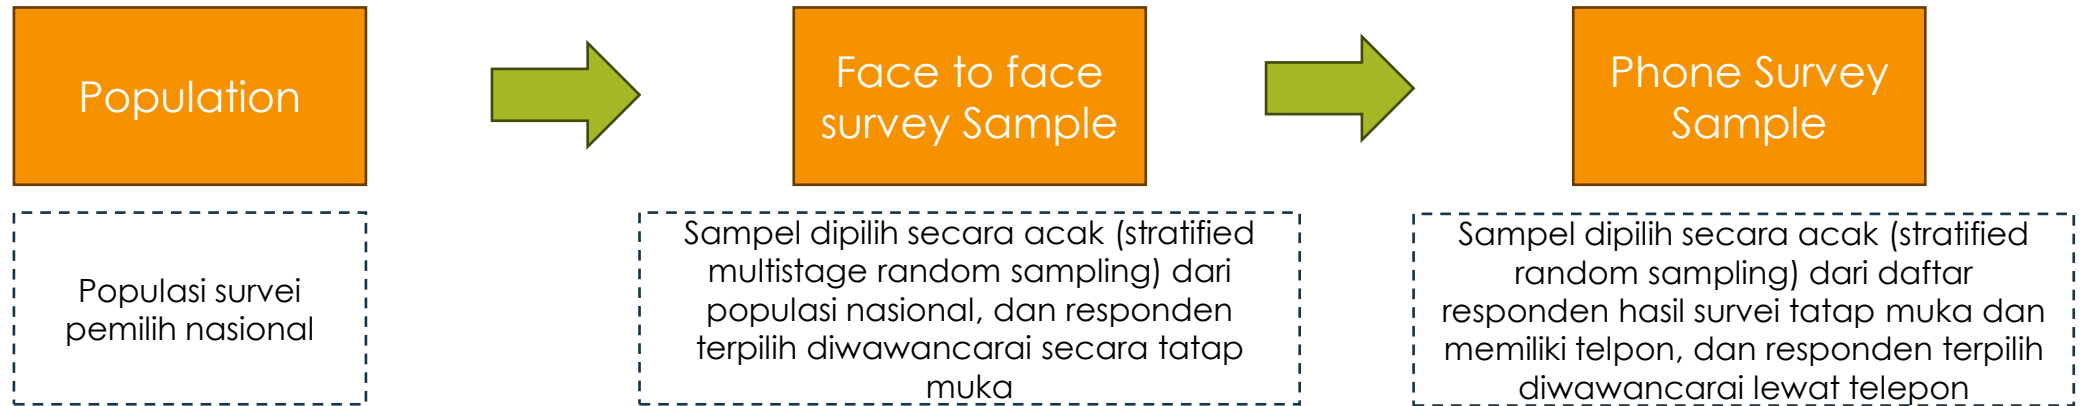 Population
Face to face
survey Sample
Phone Survey
Sample
Populasi survei
pemilih nasional
Sampel dipilih secara acak (stratified
multistage random sampling) dari
populasi nasional, dan responden
terpilih diwawancarai secara tatap
muka
Sampel dipilih secara acak (stratified
random sampling) dari daftar
responden hasil survei tatap muka dan
memiliki telpon, dan responden terpilih
diwawancarai lewat telepon